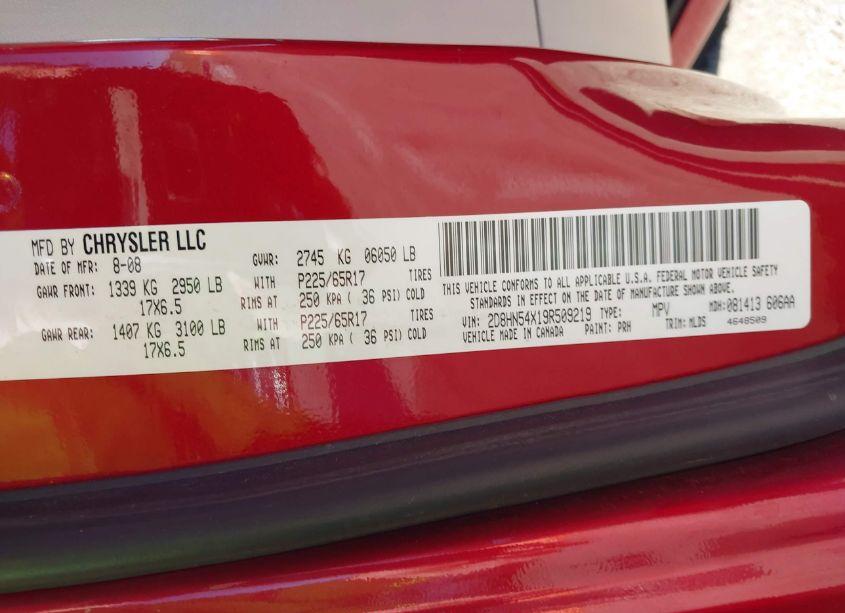 MFD BY CHRYSLER LLC
DATE OF MFR: 8-08
GVWR: 2745 KG 06050 LB
GAWR FRONT: 1339 KG 2950 LB WITH P225/65R17 TIRES
17X6.5 RIMS AT 250 KPA ( 36 PSI) COLD
GAWR REAR: 1407 KG 3100 LB WITH P225/65R17 TIRES
17X6.5 RIMS AT 250 KPA ( 36 PSI) COLD
THIS VEHICLE CONFORMS TO ALL APPLICABLE U.S.A. FEDERAL MOTOR VEHICLE SAFETY
STANDARDS IN EFFECT ON THE DATE OF MANUFACTURE SHOWN ABOVE.
VIN: 2D8HN54X19R509219 TYPE: MPV MDH: 081413 606AA
VEHICLE MADE IN CANADA PAINT: PRH TRIM: MLDS 4648509